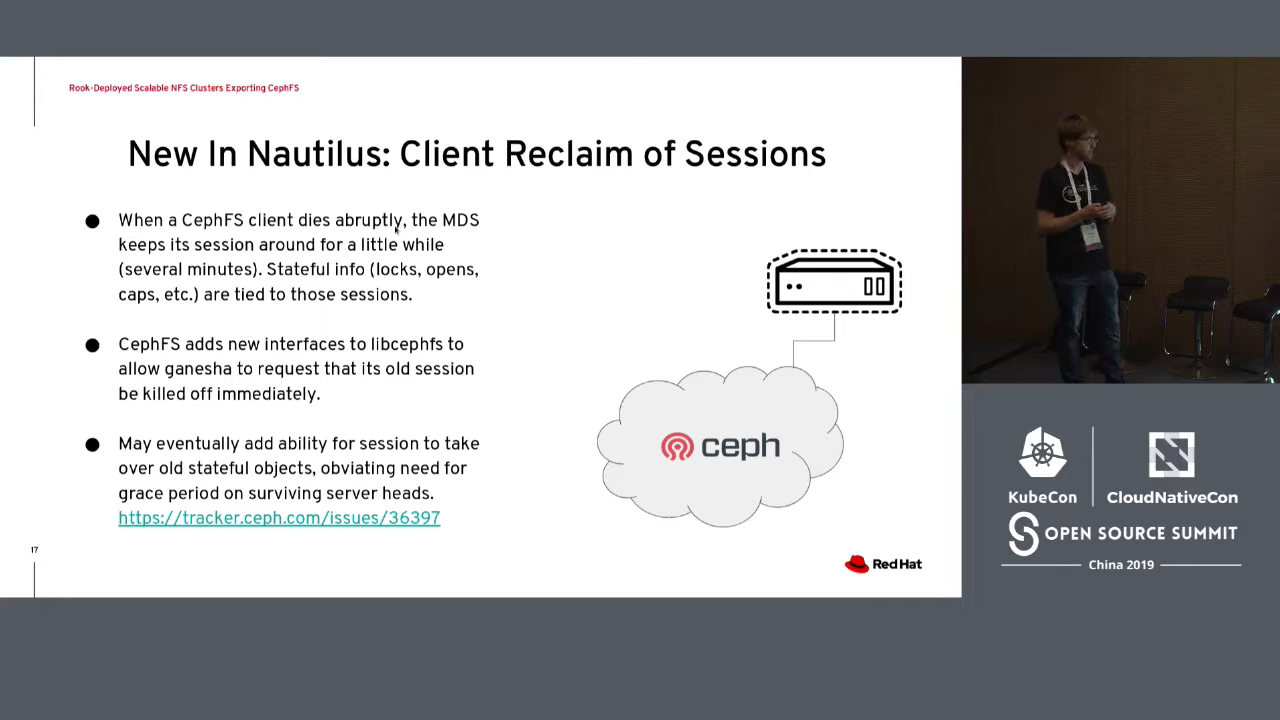 Rook-Deployed Scalable NFS Clusters Exporting CephFS
New In Nautilus: Client Reclaim of Sessions
● When a CephFS client dies abruptly, the MDS
keeps its session around for a little while
(several minutes). Stateful info (locks, opens,
caps, etc.) are tied to those sessions.
● CephFS adds new interfaces to libcephfs to
allow ganesha to request that its old session
be killed off immediately.
● May eventually add ability for session to take
over old stateful objects, obviating need for
grace period on surviving server heads.
https://tracker.ceph.com/issues/36397
ceph
17
Red Hat
KubeCon
CloudNativeCon
OPEN SOURCE SUMMIT
China 2019